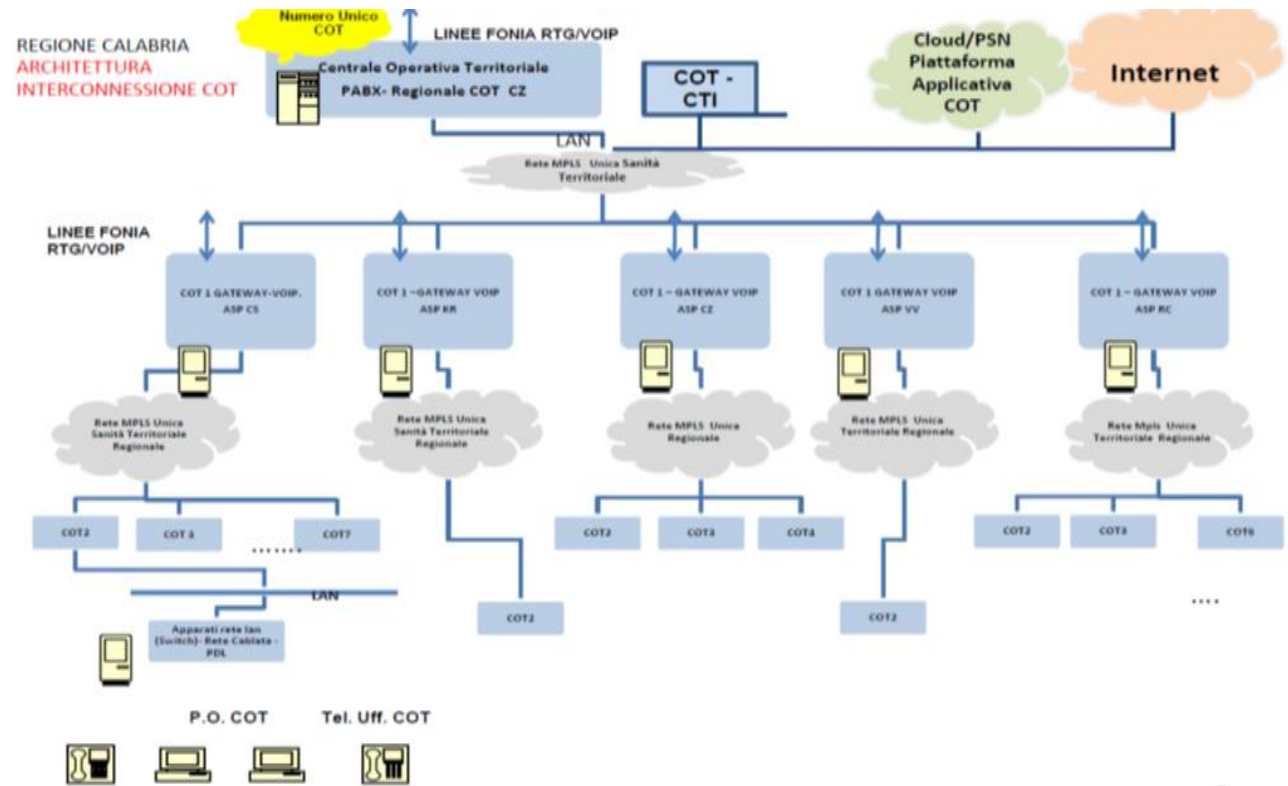 REGIONE CALABRIA
ARCHITETTURA
INTERCONNESSIONE COT
Numero Unico
COT
LINEE FONIA RTG/VOIP
Centrale Operativa Territoriale
PABX- Regionale COT CZ
COT -
CTI
Cloud/PSN
Piattaforma
Applicativa
COT
Internet
LAN
Rete MPLS Unica Sanità
Territoriale
LINEE FONIA
RTG/VOIP
COT 1 GATEWAY-VOIP.
ASP CS
COT 1 –GATEWAY VOIP
ASP KR
COT 1 – GATEWAY VOIP
ASP CZ
COT 1 GATEWAY VOIP
ASP VV
COT 1 – GATEWAY VOIP
ASP RC
Rete MPLS Unica
Sanità Territoriale
Regionale
Rete MPLS Unica
Sanità Territoriale
Regionale
Rete MPLS Unica
Regionale
Rete MPLS Unica
Territoriale Regionale
Rete Mpls Unica
Territoriale Regionale
COT2
COT 3
.......
COT7
COT2
COT3
COT4
COT2
COT3
COT6
....
LAN
COT2
COT2
Apparati rete lan
(Switch)- Rete Cablata -
PDL
P.O. COT
Tel. Uff. COT